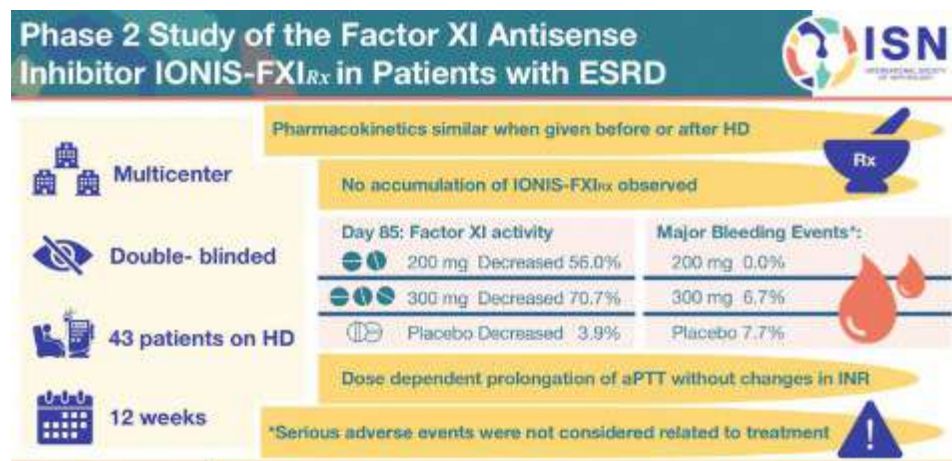 Phase 2 Study of the Factor XI Antisense
Inhibitor IONIS-FXIRx in Patients with ESRD
ISN
INTERNATIONAL SOCIETY
OF NEPHROLOGY
Multicenter
Double- blinded
43 patients on HD
12 weeks
Pharmacokinetics similar when given before or after HD
Rx
No accumulation of IONIS-FXIRx observed
Day 85: Factor XI activity
200 mg Decreased 56.0%
300 mg Decreased 70.7%
Placebo Decreased 3.9%
Major Bleeding Events*:
200 mg 0.0%
300 mg 6.7%
Placebo 7.7%
Dose dependent prolongation of aPTT without changes in INR
*Serious adverse events were not considered related to treatment
!